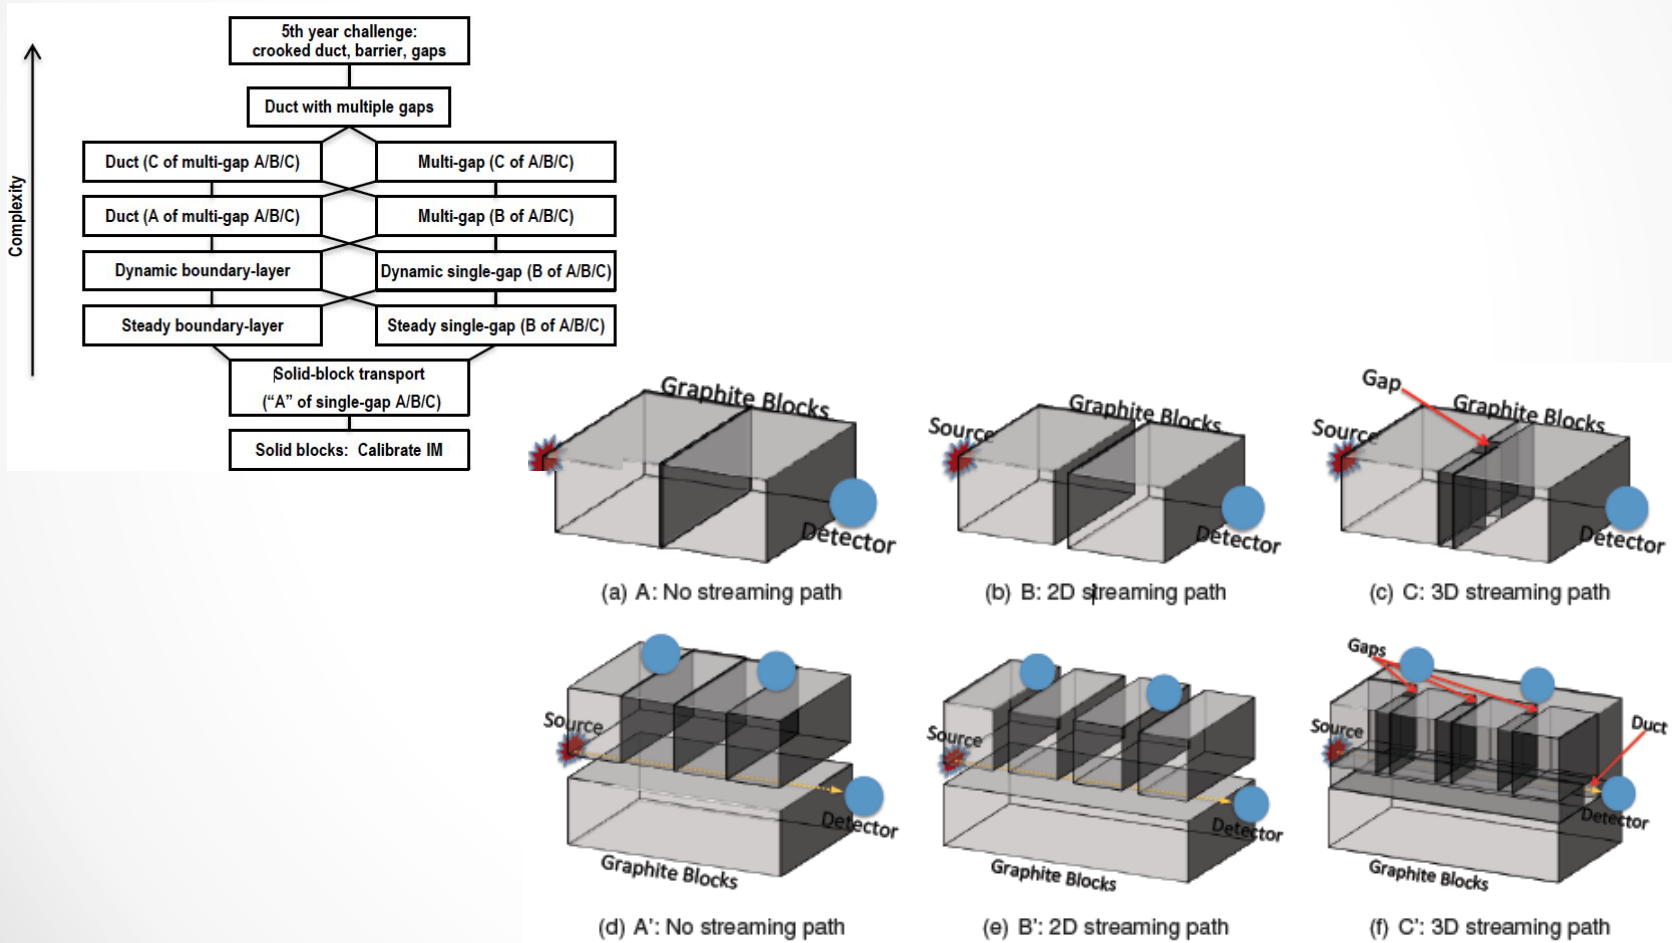 5th year challenge:
crooked duct, barrier, gaps
Duct with multiple gaps
Duct (C of multi-gap A/B/C)
Multi-gap (C of A/B/C)
Duct (A of multi-gap A/B/C)
Multi-gap (B of A/B/C)
Dynamic boundary-layer
Dynamic single-gap (B of A/B/C)
Steady boundary-layer
Steady single-gap (B of A/B/C)
Solid-block transport
(“A” of single-gap A/B/C)
Solid blocks: Calibrate IM
Complexity
Graphite Blocks
Detector
(a) A: No streaming path
Source
Graphite Blocks
Detector
(b) B: 2D streaming path
Gap
Source
Graphite Blocks
Detector
(c) C: 3D streaming path
Source
Detector
Graphite Blocks
(d) A': No streaming path
Source
Detector
Graphite Blocks
(e) B': 2D streaming path
Gaps
Source
Duct
Detector
Graphite Blocks
(f) C': 3D streaming path